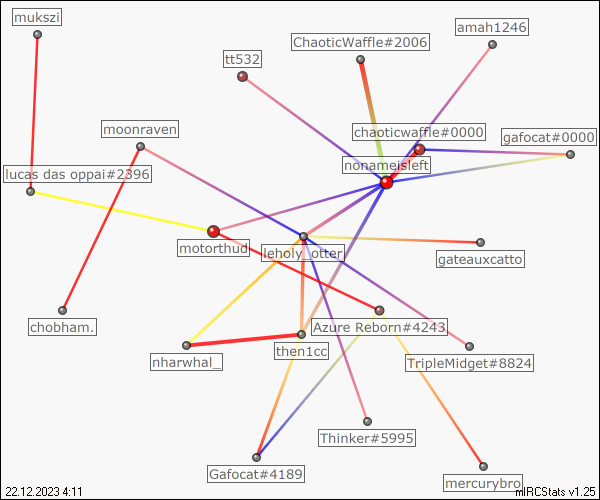 mukszi
ChaoticWaffle#2006
amah1246
tt532
moonraven
chaoticwaffle#0000
gafocat#0000
nonameisleft
lucas das oppai#2396
motorthud
leholy_otter
gateauxcatto
chobham.
Azure Reborn#4243
nharwhal_
then1cc
TripleMidget#8824
Thinker#5995
Gafocat#4189
mercurybro
22.12.2023 4:11
mIRCStats v1.25